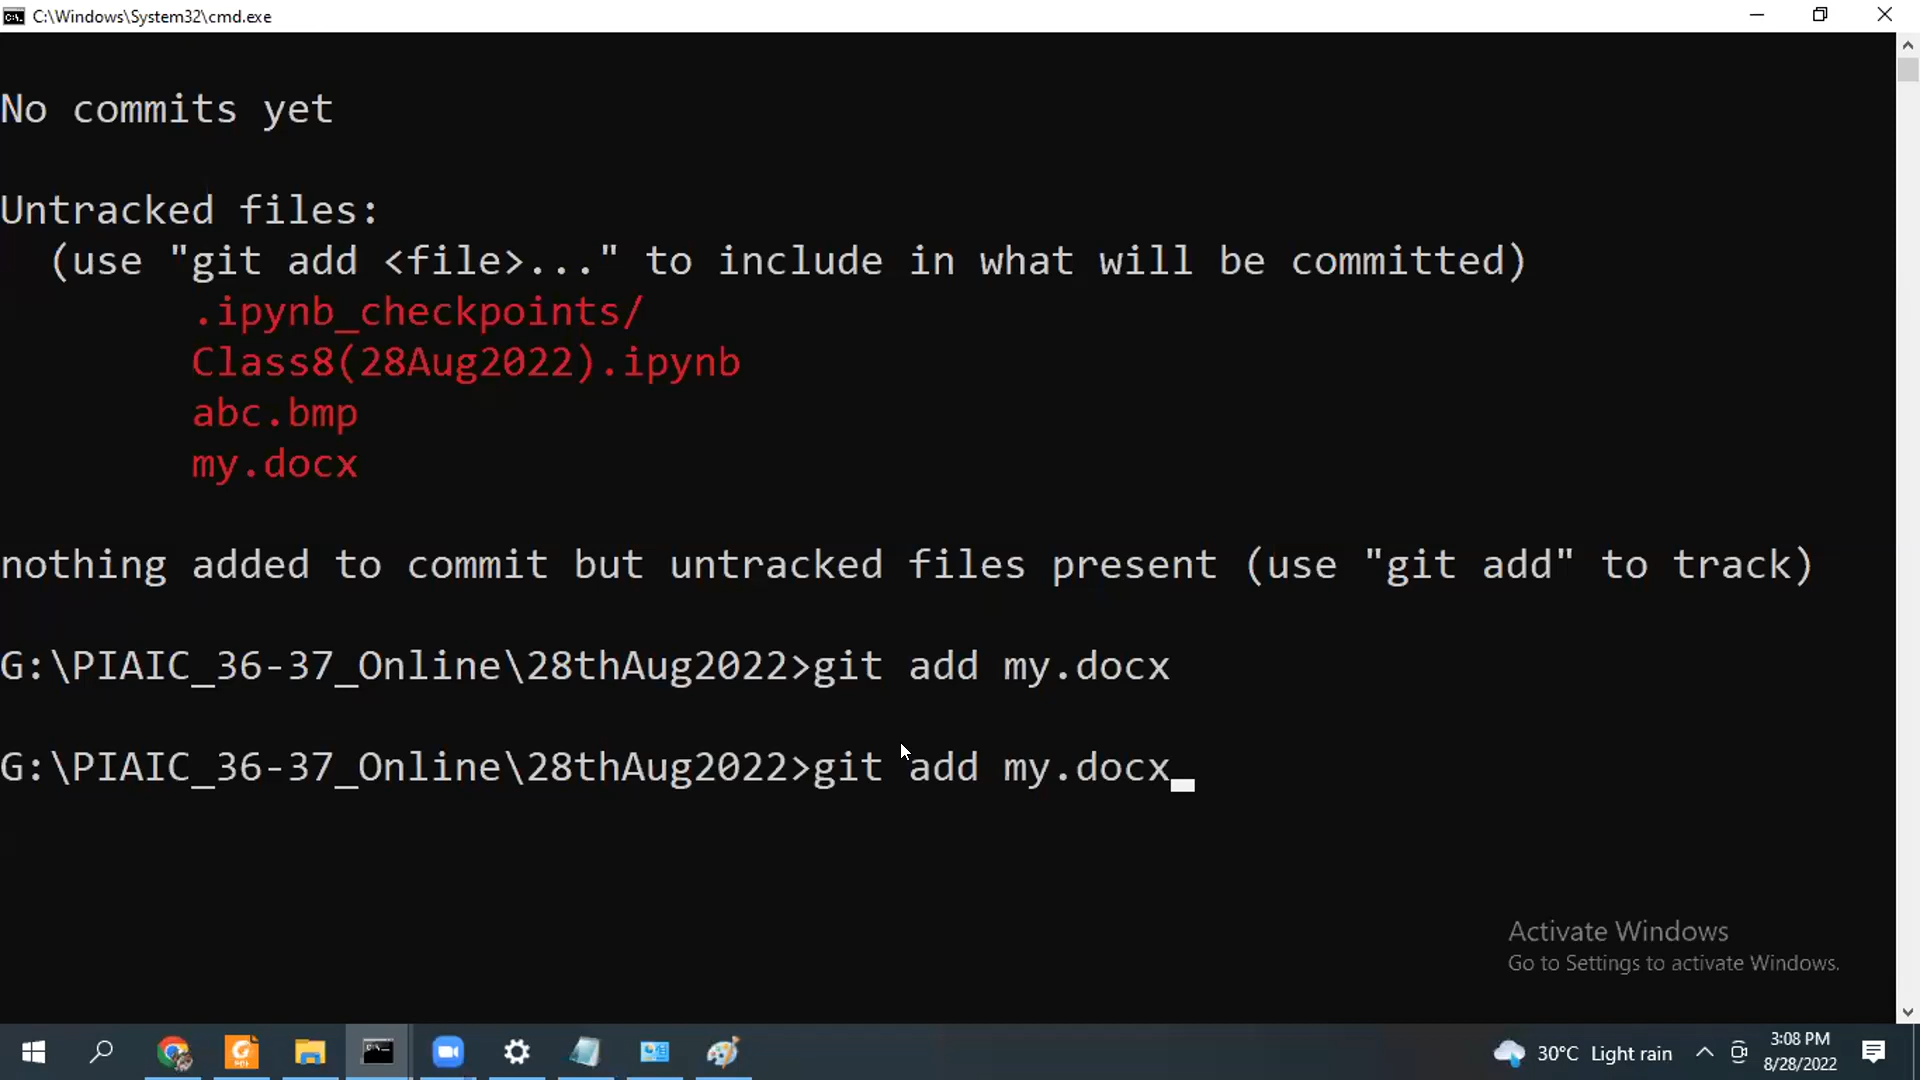 C:\Windows\System32\cmd.exe
No commits yet
Untracked files:
(use "git add <file>..." to include in what will be committed)
.ipynb_checkpoints/
Class8(28Aug2022).ipynb
abc.bmp
my.docx
nothing added to commit but untracked files present (use "git add" to track)
G:\PIAIC_36-37_Online\28thAug2022>git add my.docx
G:\PIAIC_36-37_Online\28thAug2022>git add my.docx
Activate Windows
Go to Settings to activate Windows.
30°C Light rain
3:08 PM
8/28/2022